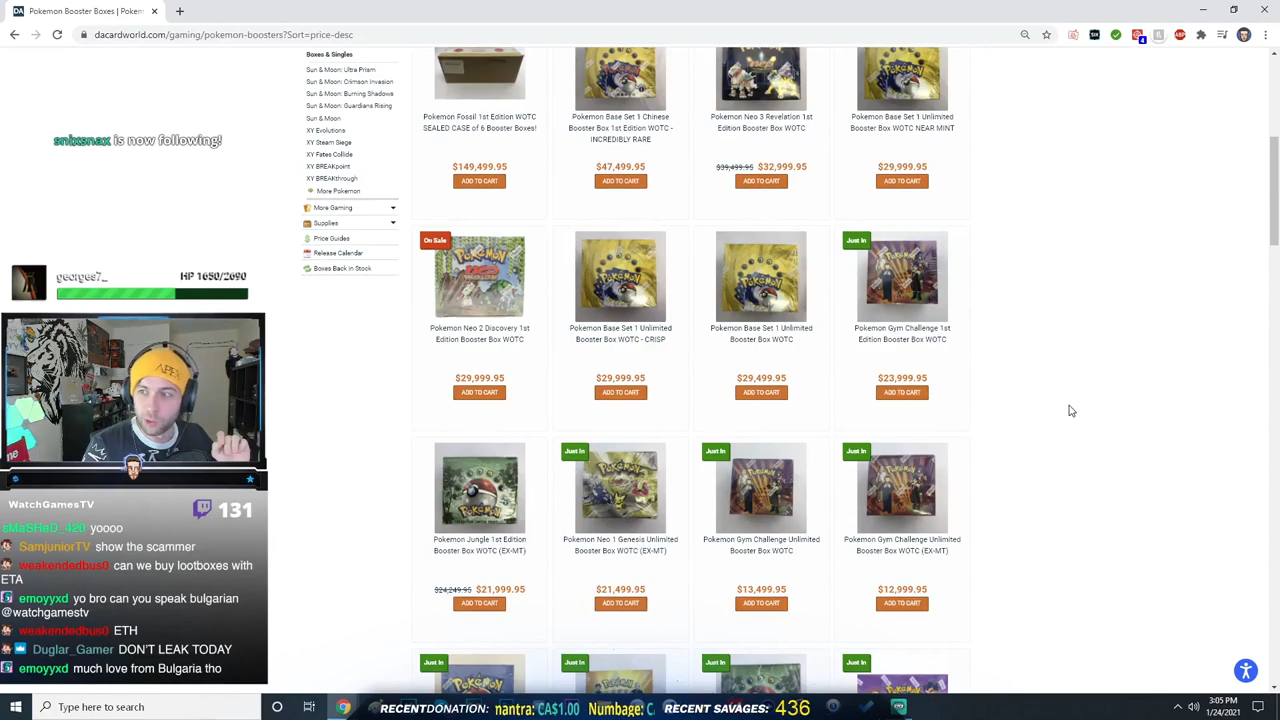 Pokemon Booster Boxes | Pokem
dacardworld.com/gaming/pokemon-boosters?Sort=price-desc
4
snixsnax is now following!
georges7_
HP 1650/2690
WatchGamesTV
131
sMaSHeD_420 yoooo
SamjuniorTV show the scammer
weakendedbus0 can we buy lootboxes with
ETA
emoyyxd yo bro can you speak bulgarian
@watchgamestv
weakendedbus0 ETH
Duglar_Gamer DON'T LEAK TODAY
emoyyxd much love from Bulgaria tho
Boxes & Singles
Sun & Moon: Ultra Prism
Sun & Moon: Crimson Invasion
Sun & Moon: Burning Shadows
Sun & Moon: Guardians Rising
Sun & Moon
XY Evolutions
XY Steam Siege
XY Fates Collide
XY BREAKpoint
XY BREAKthrough
More Pokemon
More Gaming
Supplies
Price Guides
Release Calendar
Boxes Back in Stock
Pokemon Fossil 1st Edition WOTC
SEALED CASE of 6 Booster Boxes!
$149,499.95
ADD TO CART
Pokemon Base Set 1 Chinese
Booster Box 1st Edition WOTC -
INCREDIBLY RARE
$47,499.95
ADD TO CART
Pokemon Neo 3 Revelation 1st
Edition Booster Box WOTC
$39,499.95 $32,999.95
ADD TO CART
Pokemon Base Set 1 Unlimited
Booster Box WOTC NEAR MINT
$29,999.95
ADD TO CART
On Sale
Pokemon Neo 2 Discovery 1st
Edition Booster Box WOTC
$29,999.95
ADD TO CART
Pokemon Base Set 1 Unlimited
Booster Box WOTC - CRISP
$29,999.95
ADD TO CART
Pokemon Base Set 1 Unlimited
Booster Box WOTC
$29,499.95
ADD TO CART
Just In
Pokemon Gym Challenge 1st
Edition Booster Box WOTC
$23,999.95
ADD TO CART
Pokemon Jungle 1st Edition
Booster Box WOTC (EX-MT)
$24,249.95 $21,999.95
ADD TO CART
Just In
Pokemon Neo 1 Genesis Unlimited
Booster Box WOTC (EX-MT)
$21,499.95
ADD TO CART
Just In
Pokemon Gym Challenge Unlimited
Booster Box WOTC
$13,499.95
ADD TO CART
Just In
Pokemon Gym Challenge Unlimited
Booster Box WOTC (EX-MT)
$12,999.95
ADD TO CART
Just In
Just In
Just In
Just In
Type here to search
RECENT DONATION: nantra: CA$1.00 Numbage: C
RECENT SAVAGES: 436
3:05 PM
1/24/2021